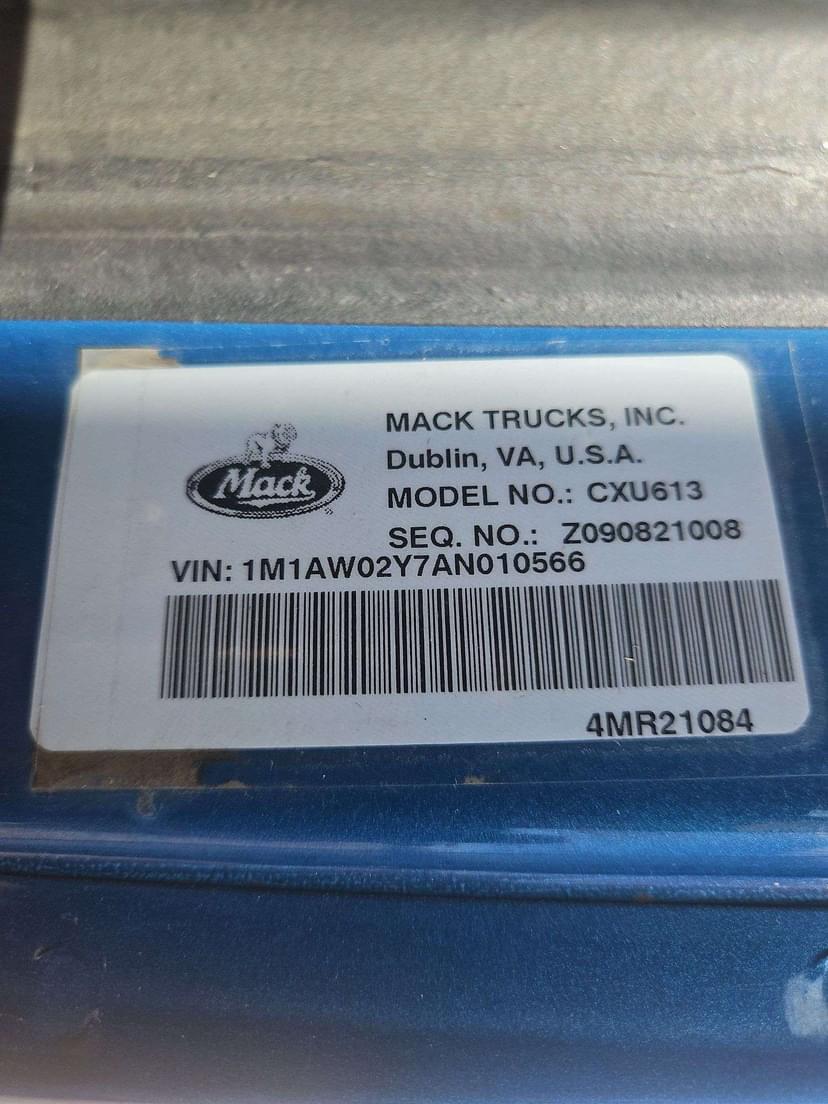 Mack
MACK TRUCKS, INC.
Dublin, VA, U.S.A.
MODEL NO.: CXU613
SEQ. NO.: Z090821008
VIN: 1M1AW02Y7AN010566
4MR21084